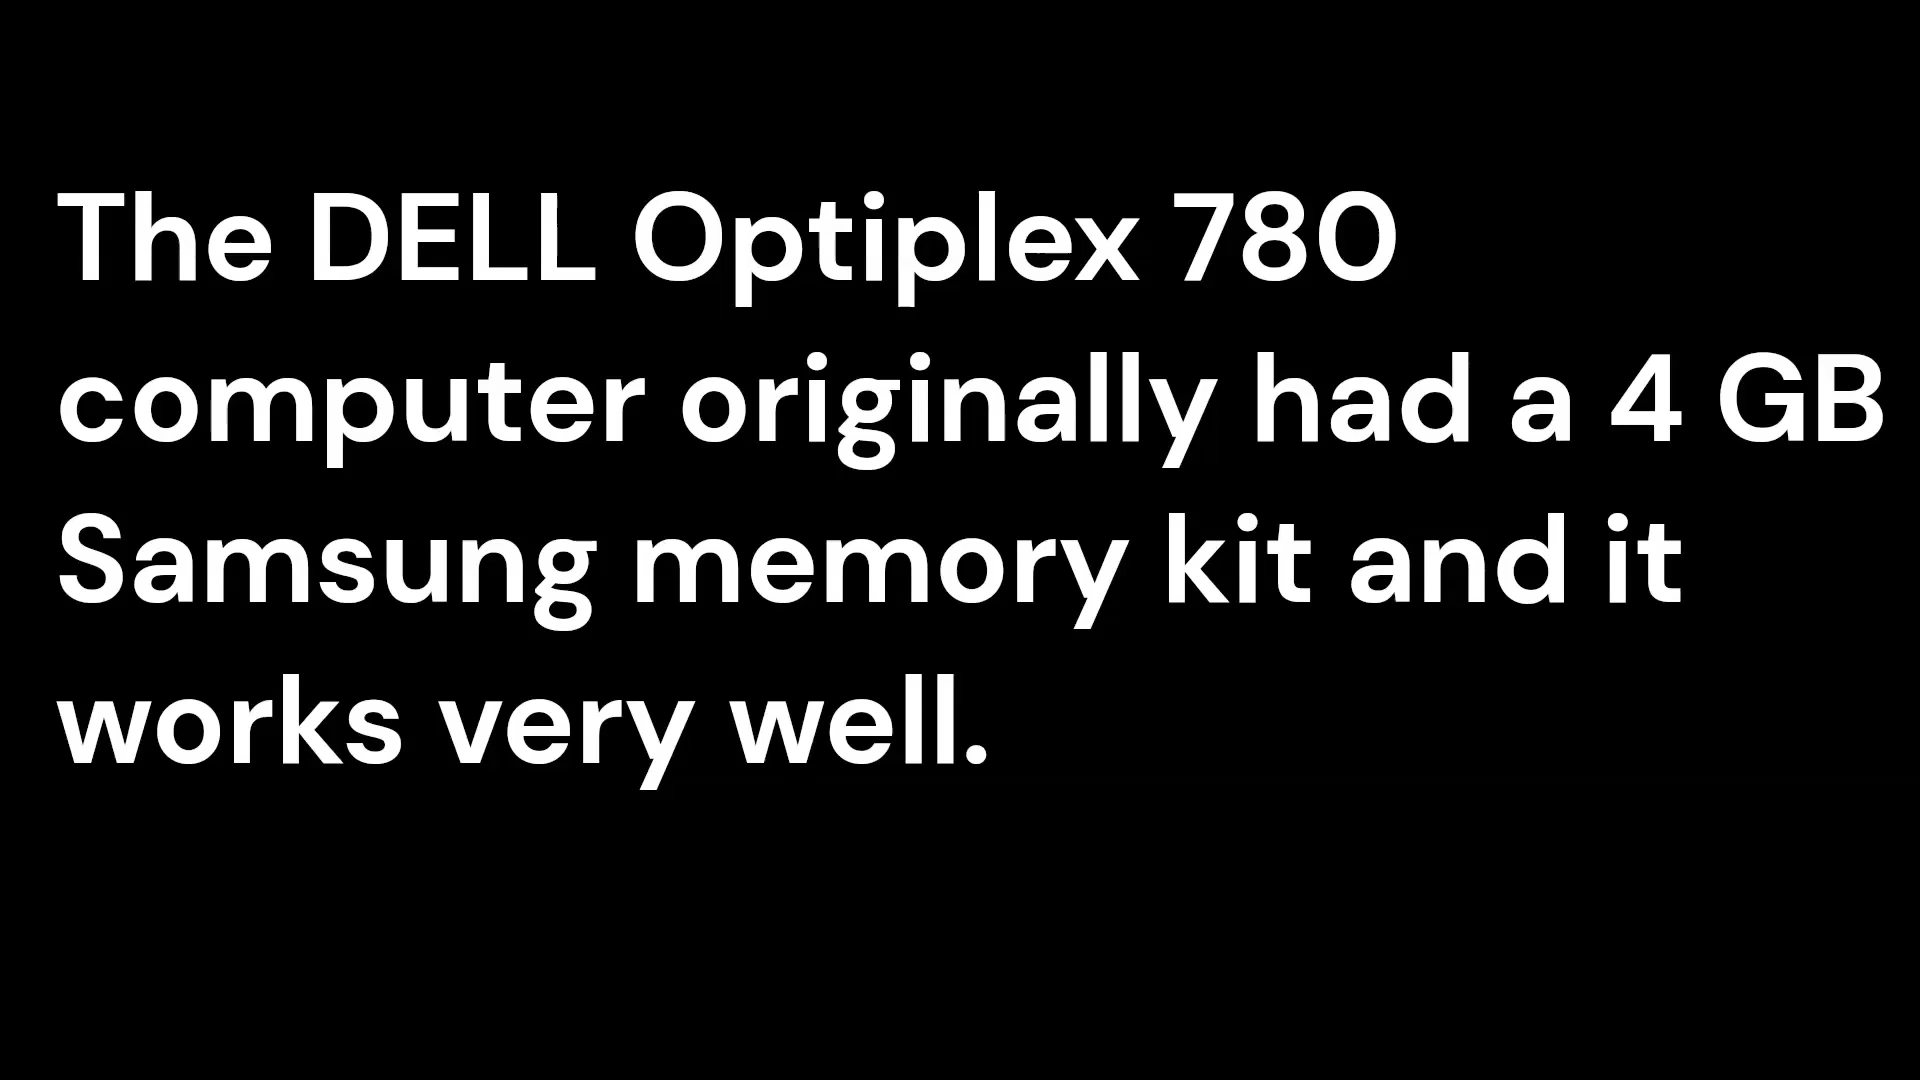 The DELL Optiplex 780
computer originally had a 4 GB
Samsung memory kit and it
works very well.